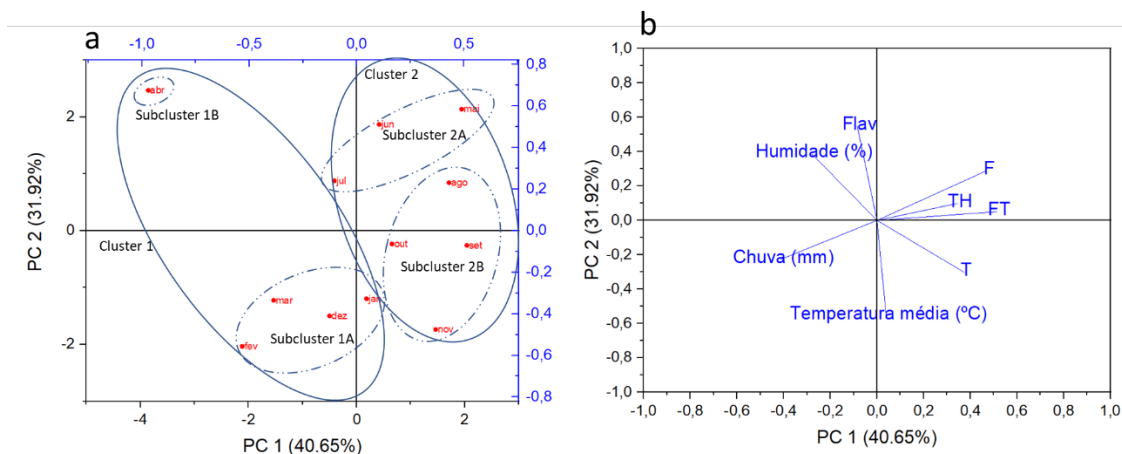 a
-1,0 -0,5 0,0 0,5
PC 2 (31.92%)
2
0
-2
0,8
0,6
0,4
0,2
0,0
-0,2
-0,4
-0,6
-0,8
abr
Subcluster 1B
Cluster 2
mai
jun
Subcluster 2A
jul
ago
Cluster 1
out
set
Subcluster 2B
mar
jan
dez
Subcluster 1A
nov
fev
-4 -2 0 2
PC 1 (40.65%)
b
PC 2 (31.92%)
1,0
0,8
0,6
0,4
0,2
0,0
-0,2
-0,4
-0,6
-0,8
-1,0
Flav
Humidade (%)
F
TH
FT
Chuva (mm)
T
Temperatura média (ºC)
-1,0 -0,8 -0,6 -0,4 -0,2 0,0 0,2 0,4 0,6 0,8 1,0
PC 1 (40.65%)